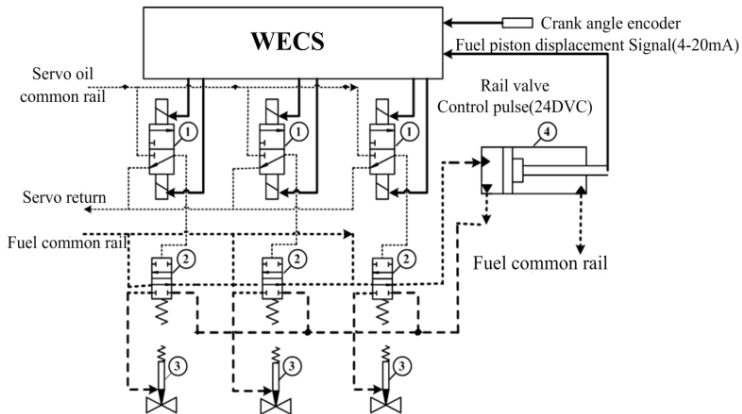 WECS
Crank angle encoder
Fuel piston displacement Signal(4-20mA)
Servo oil
common rail
Rail valve
Control pulse(24DVC)
1
1
1
4
Servo return
Fuel common rail
2
2
2
Fuel common rail
3
3
3